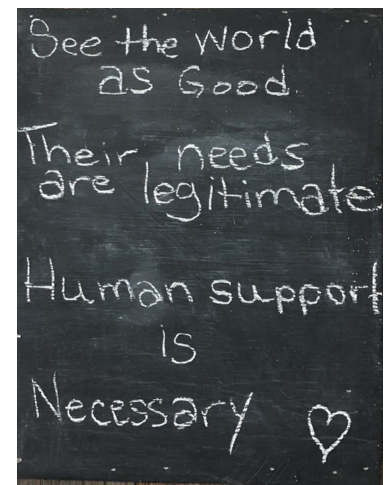 See the world
as Good.
Their needs
are legitimate
Human support
is
Necessary